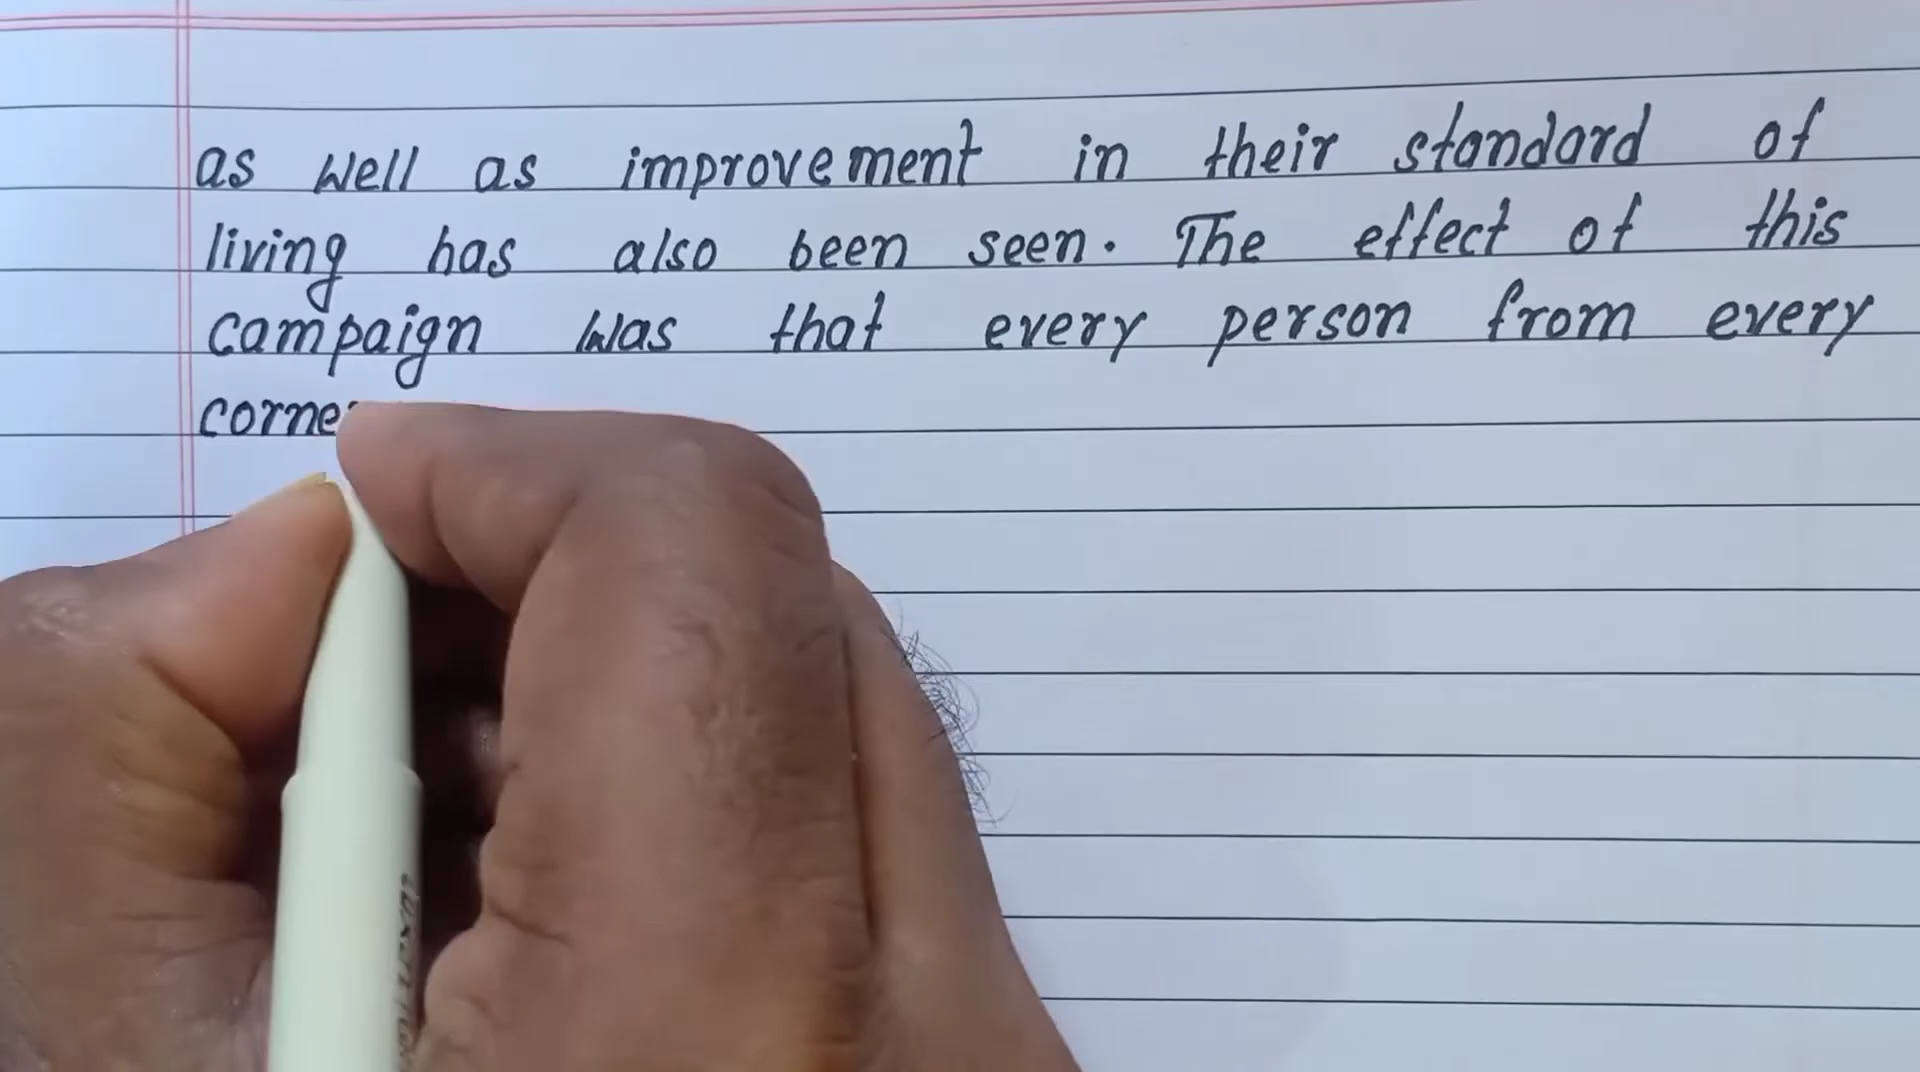 as well as improvement in their standard of
living has also been seen. The effect of this
campaign was that every person from every
corne